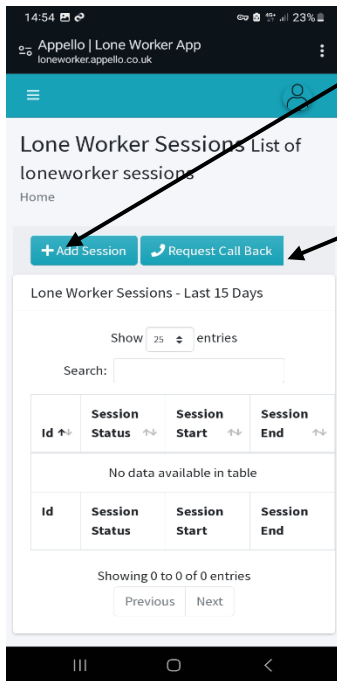 14:54 23%
Appello | Lone Worker App
loneworker.appello.co.uk
Lone Worker Sessions List of
loneworker sessions
Home
Add Session Request Call Back
Lone Worker Sessions - Last 15 Days
Show 25 entries
Search:
Id Session Status Session Start Session End
No data available in table
Id Session Status Session Start Session End
Showing 0 to 0 of 0 entries
Previous Next